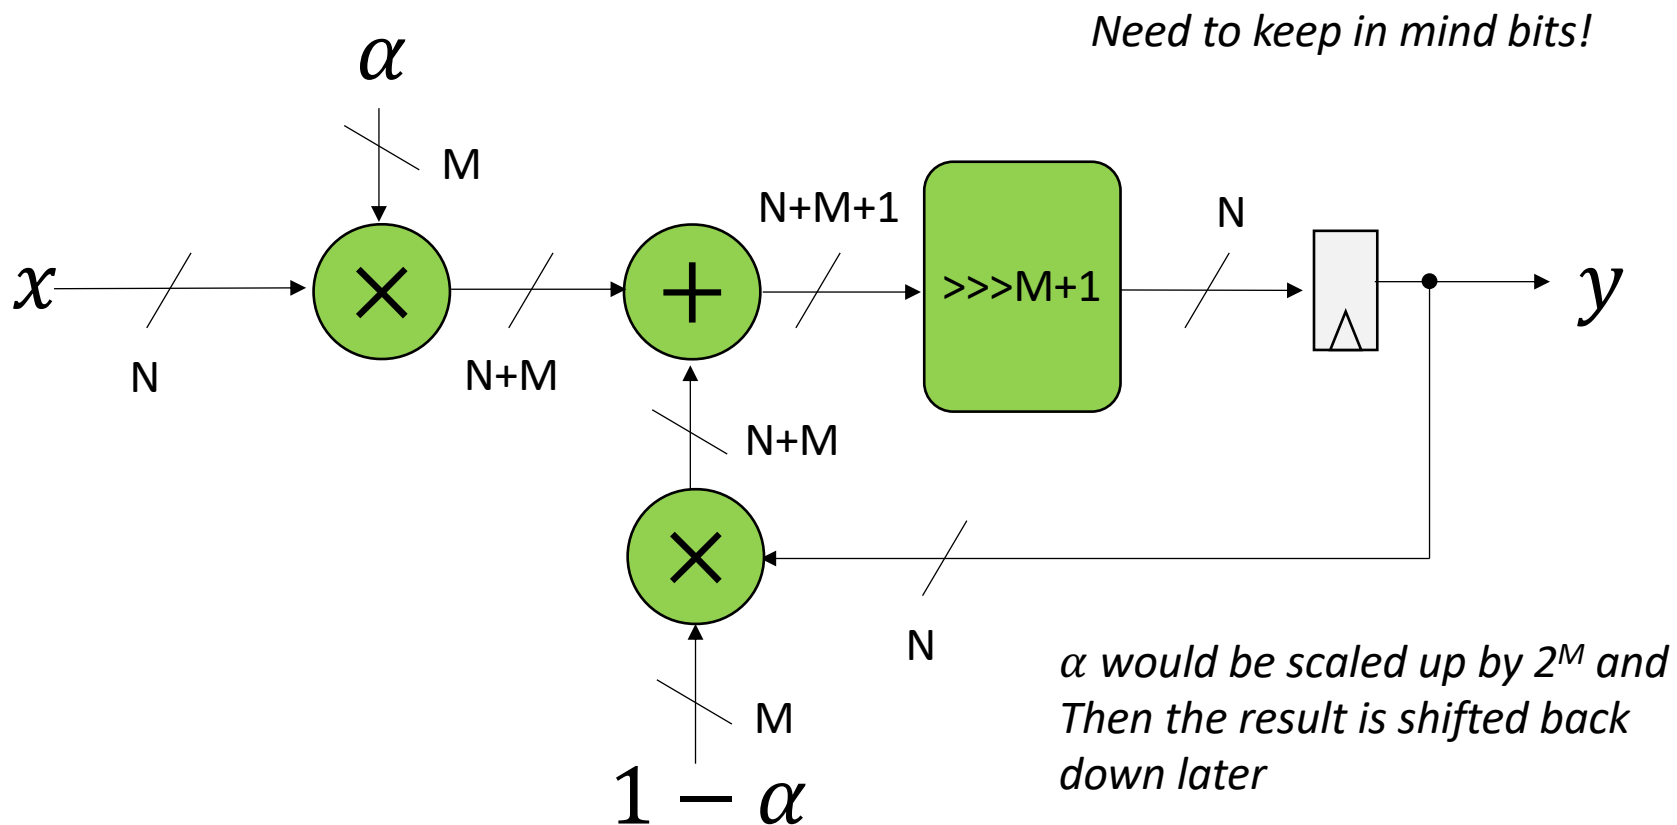 Need to keep in mind bits!
α
M
N+M+1
N
x
×
+
>>>M+1
y
N
N+M
N+M
×
N
M
1 − α
α would be scaled up by 2ᴹ and
Then the result is shifted back
down later